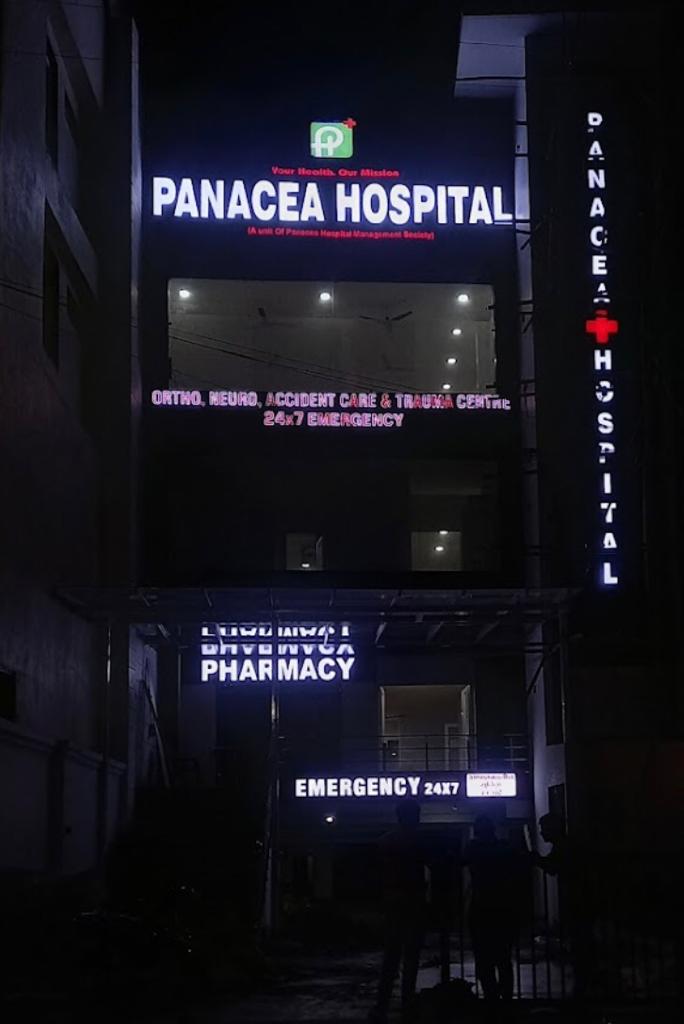 Your Health. Our Mission
PANACEA HOSPITAL
(A unit Of Panacea Hospital Management Society)
PANACEA HOSPITAL
ORTHO, NEURO, ACCIDENT CARE & TRAUMA CENTRE
24x7 EMERGENCY
PHARMACY
EMERGENCY 24X7